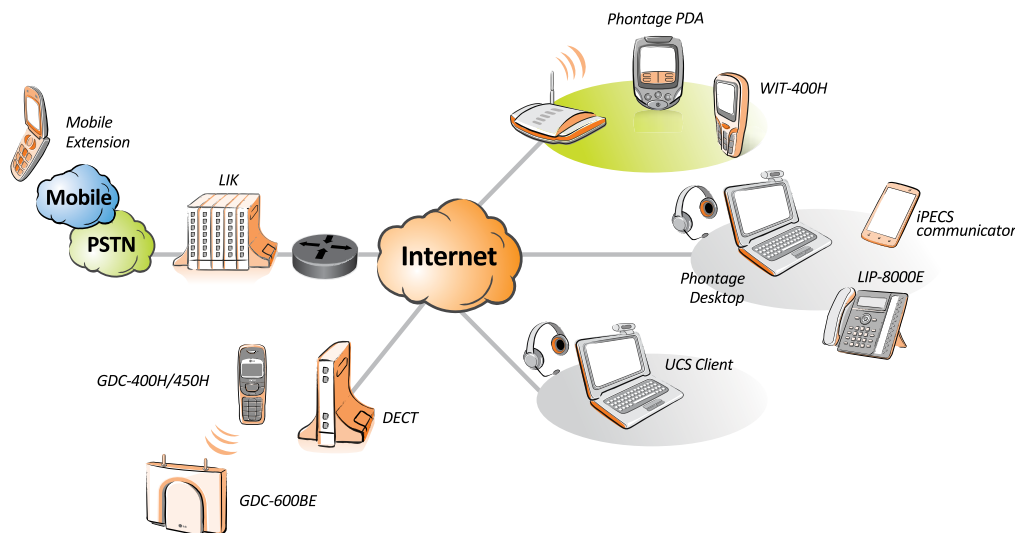 Phontage PDA
WIT-400H
Mobile
Extension
Mobile
PSTN
LIK
Internet
iPECS
communicator
Phontage
Desktop
LIP-8000E
UCS Client
GDC-400H/450H
DECT
GDC-600BE